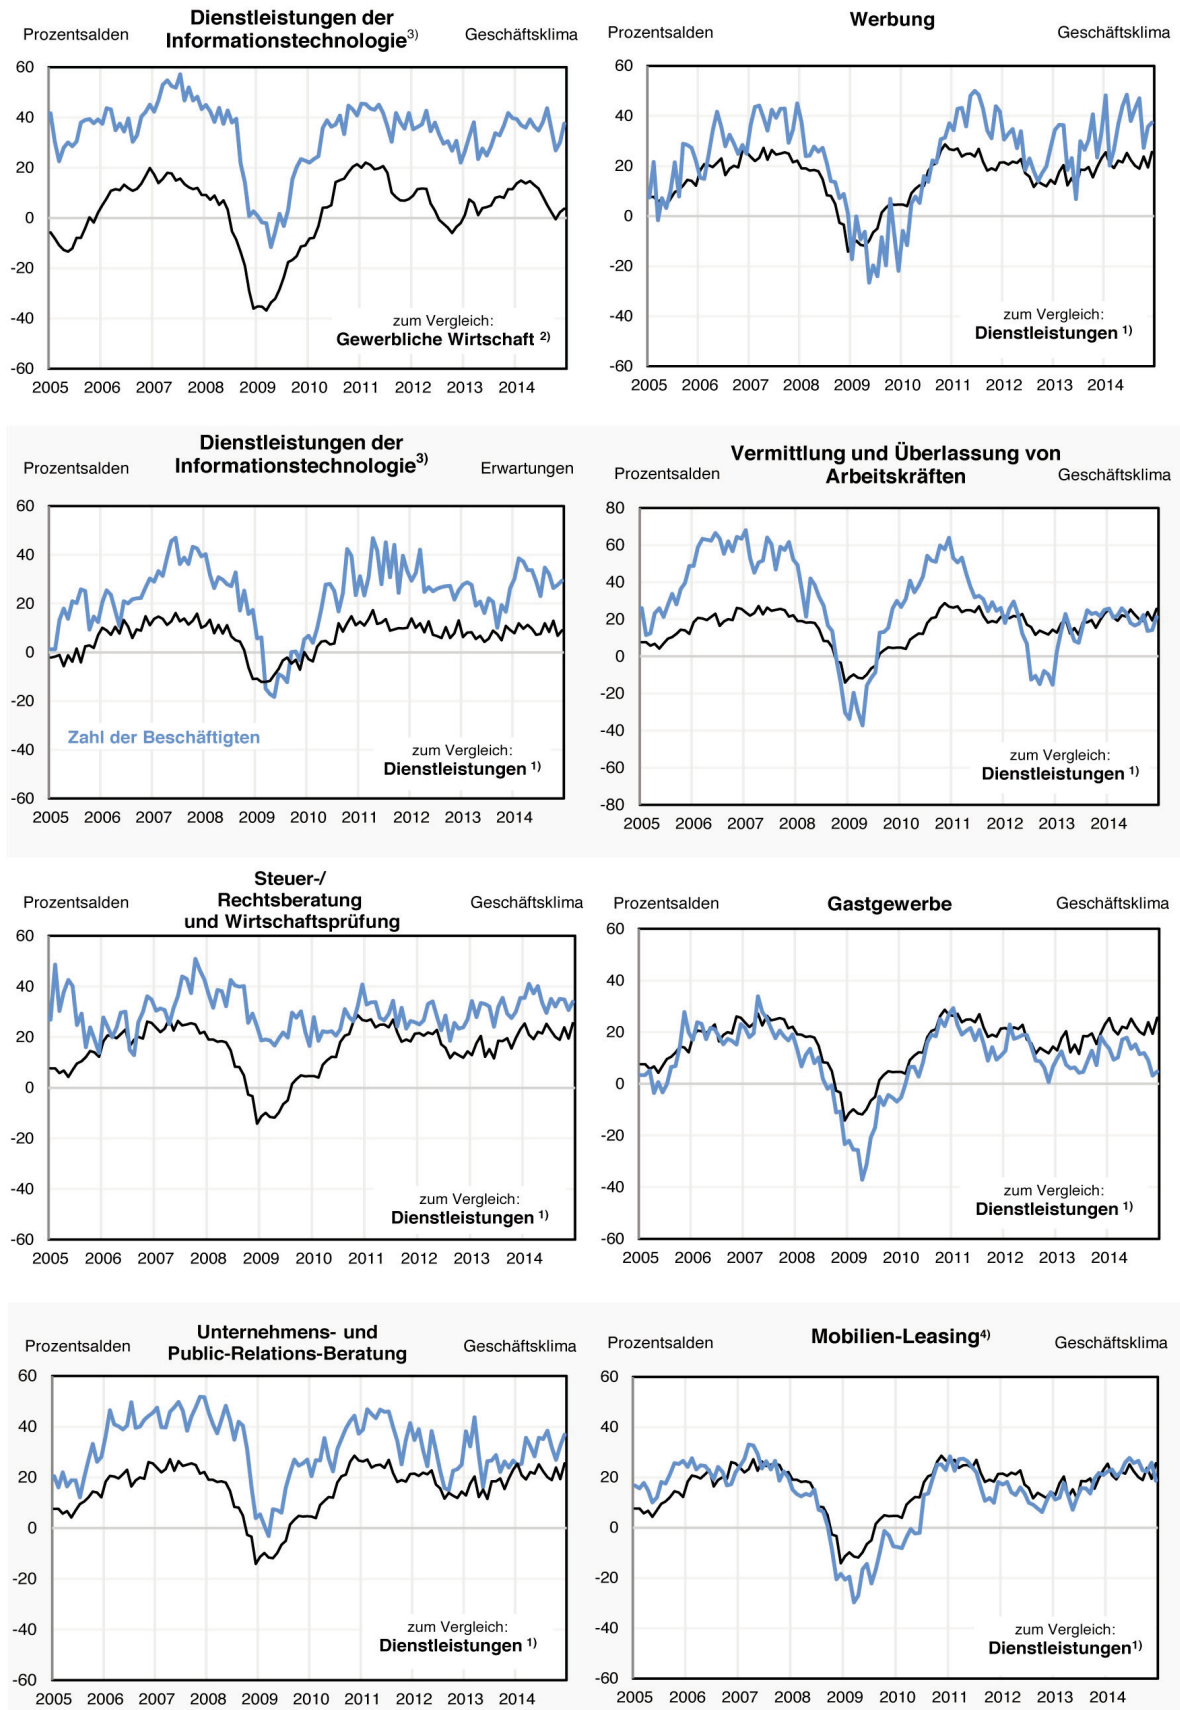 Dienstleistungen der
Informationstechnologie3)
Prozentsalden
Geschäftsklima
60
40
20
0
-20
-40
-60
zum Vergleich:
Gewerbliche Wirtschaft 2)
2005 2006 2007 2008 2009 2010 2011 2012 2013 2014
Werbung
Prozentsalden
Geschäftsklima
60
40
20
0
-20
-40
-60
zum Vergleich:
Dienstleistungen 1)
2005 2006 2007 2008 2009 2010 2011 2012 2013 2014
Dienstleistungen der
Informationstechnologie3)
Prozentsalden
Erwartungen
60
40
20
0
-20
-40
-60
Zahl der Beschäftigten
zum Vergleich:
Dienstleistungen 1)
2005 2006 2007 2008 2009 2010 2011 2012 2013 2014
Vermittlung und Überlassung von
Arbeitskräften
Prozentsalden
Geschäftsklima
80
60
40
20
0
-20
-40
-60
-80
zum Vergleich:
Dienstleistungen 1)
2005 2006 2007 2008 2009 2010 2011 2012 2013 2014
Steuer-/
Rechtsberatung
und Wirtschaftsprüfung
Prozentsalden
Geschäftsklima
60
40
20
0
-20
-40
-60
zum Vergleich:
Dienstleistungen 1)
2005 2006 2007 2008 2009 2010 2011 2012 2013 2014
Gastgewerbe
Prozentsalden
Geschäftsklima
60
40
20
0
-20
-40
-60
zum Vergleich:
Dienstleistungen 1)
2005 2006 2007 2008 2009 2010 2011 2012 2013 2014
Unternehmens- und
Public-Relations-Beratung
Prozentsalden
Geschäftsklima
60
40
20
0
-20
-40
-60
zum Vergleich:
Dienstleistungen 1)
2005 2006 2007 2008 2009 2010 2011 2012 2013 2014
Mobilien-Leasing4)
Prozentsalden
Geschäftsklima
60
40
20
0
-20
-40
-60
zum Vergleich:
Dienstleistungen1)
2005 2006 2007 2008 2009 2010 2011 2012 2013 2014